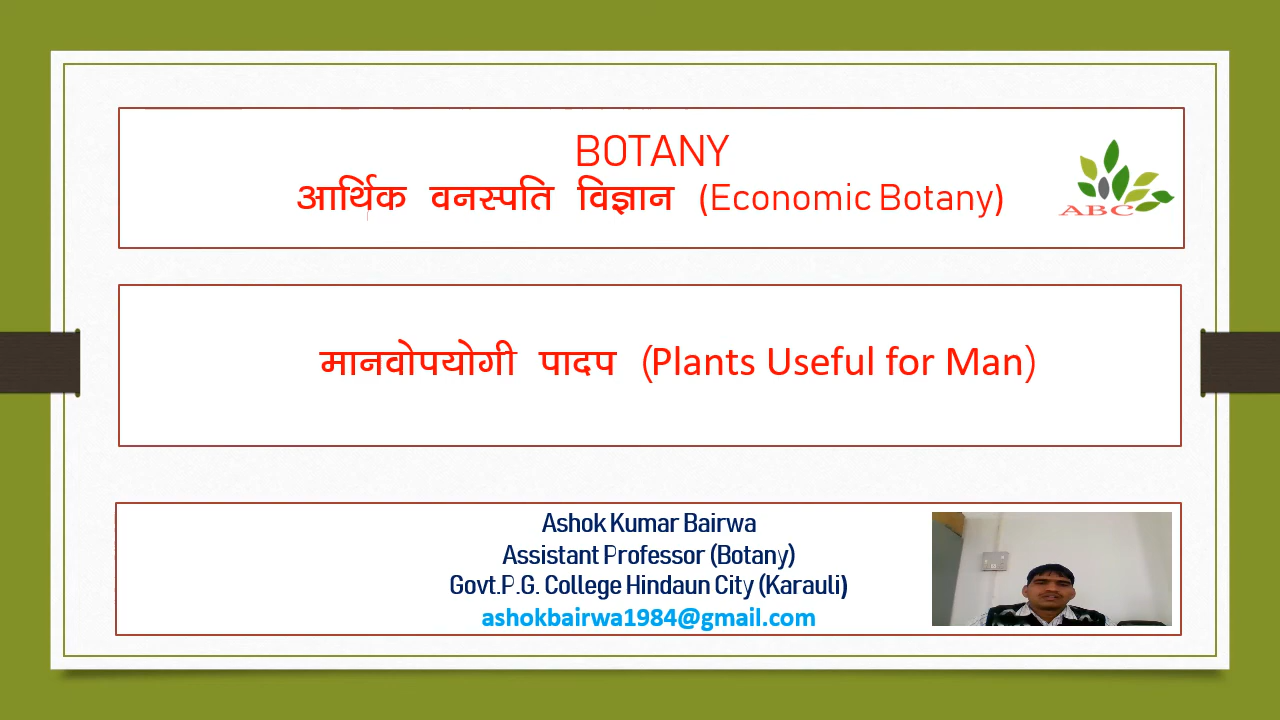 BOTANY
आर्थिक वनस्पति विज्ञान (Economic Botany)
ABC
मानवोपयोगी पादप (Plants Useful for Man)
Ashok Kumar Bairwa
Assistant Professor (Botany)
Govt.P.G. College Hindaun City (Karauli)
ashokbairwa1984@gmail.com